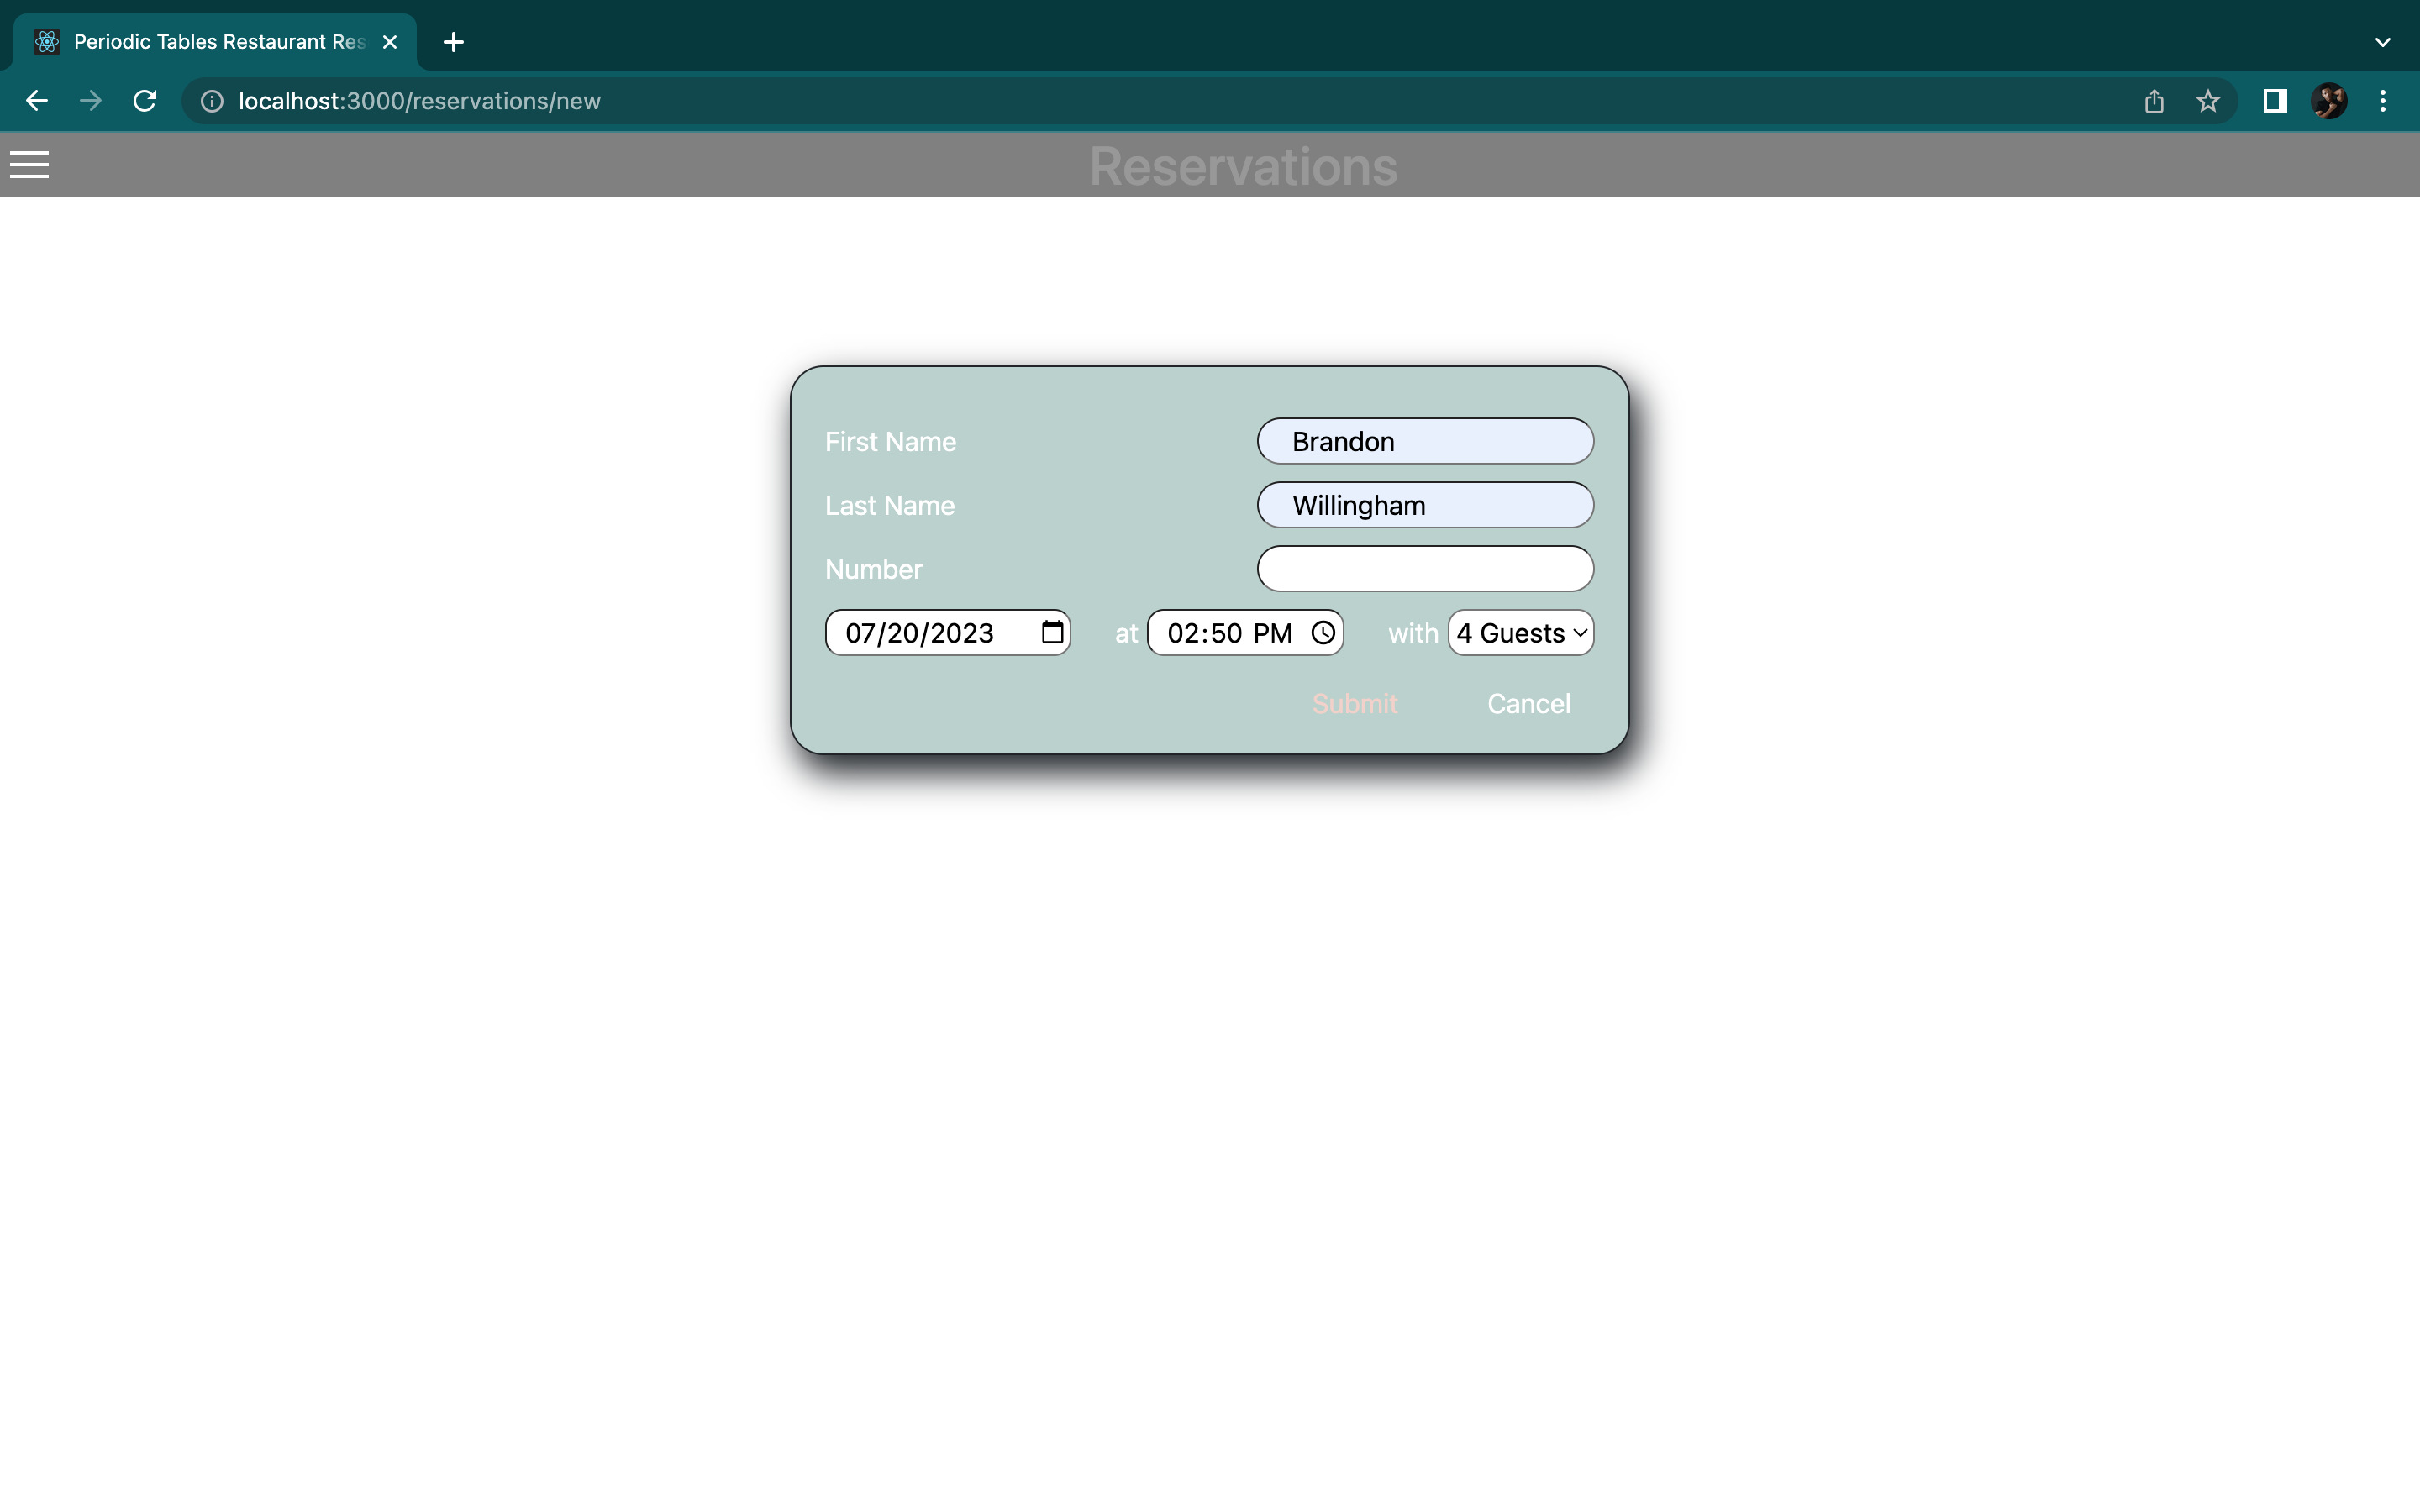 Periodic Tables Restaurant Res
localhost:3000/reservations/new
Reservations
First Name Brandon
Last Name Willingham
Number
07/20/2023 at 02:50 PM with 4 Guests
Submit Cancel